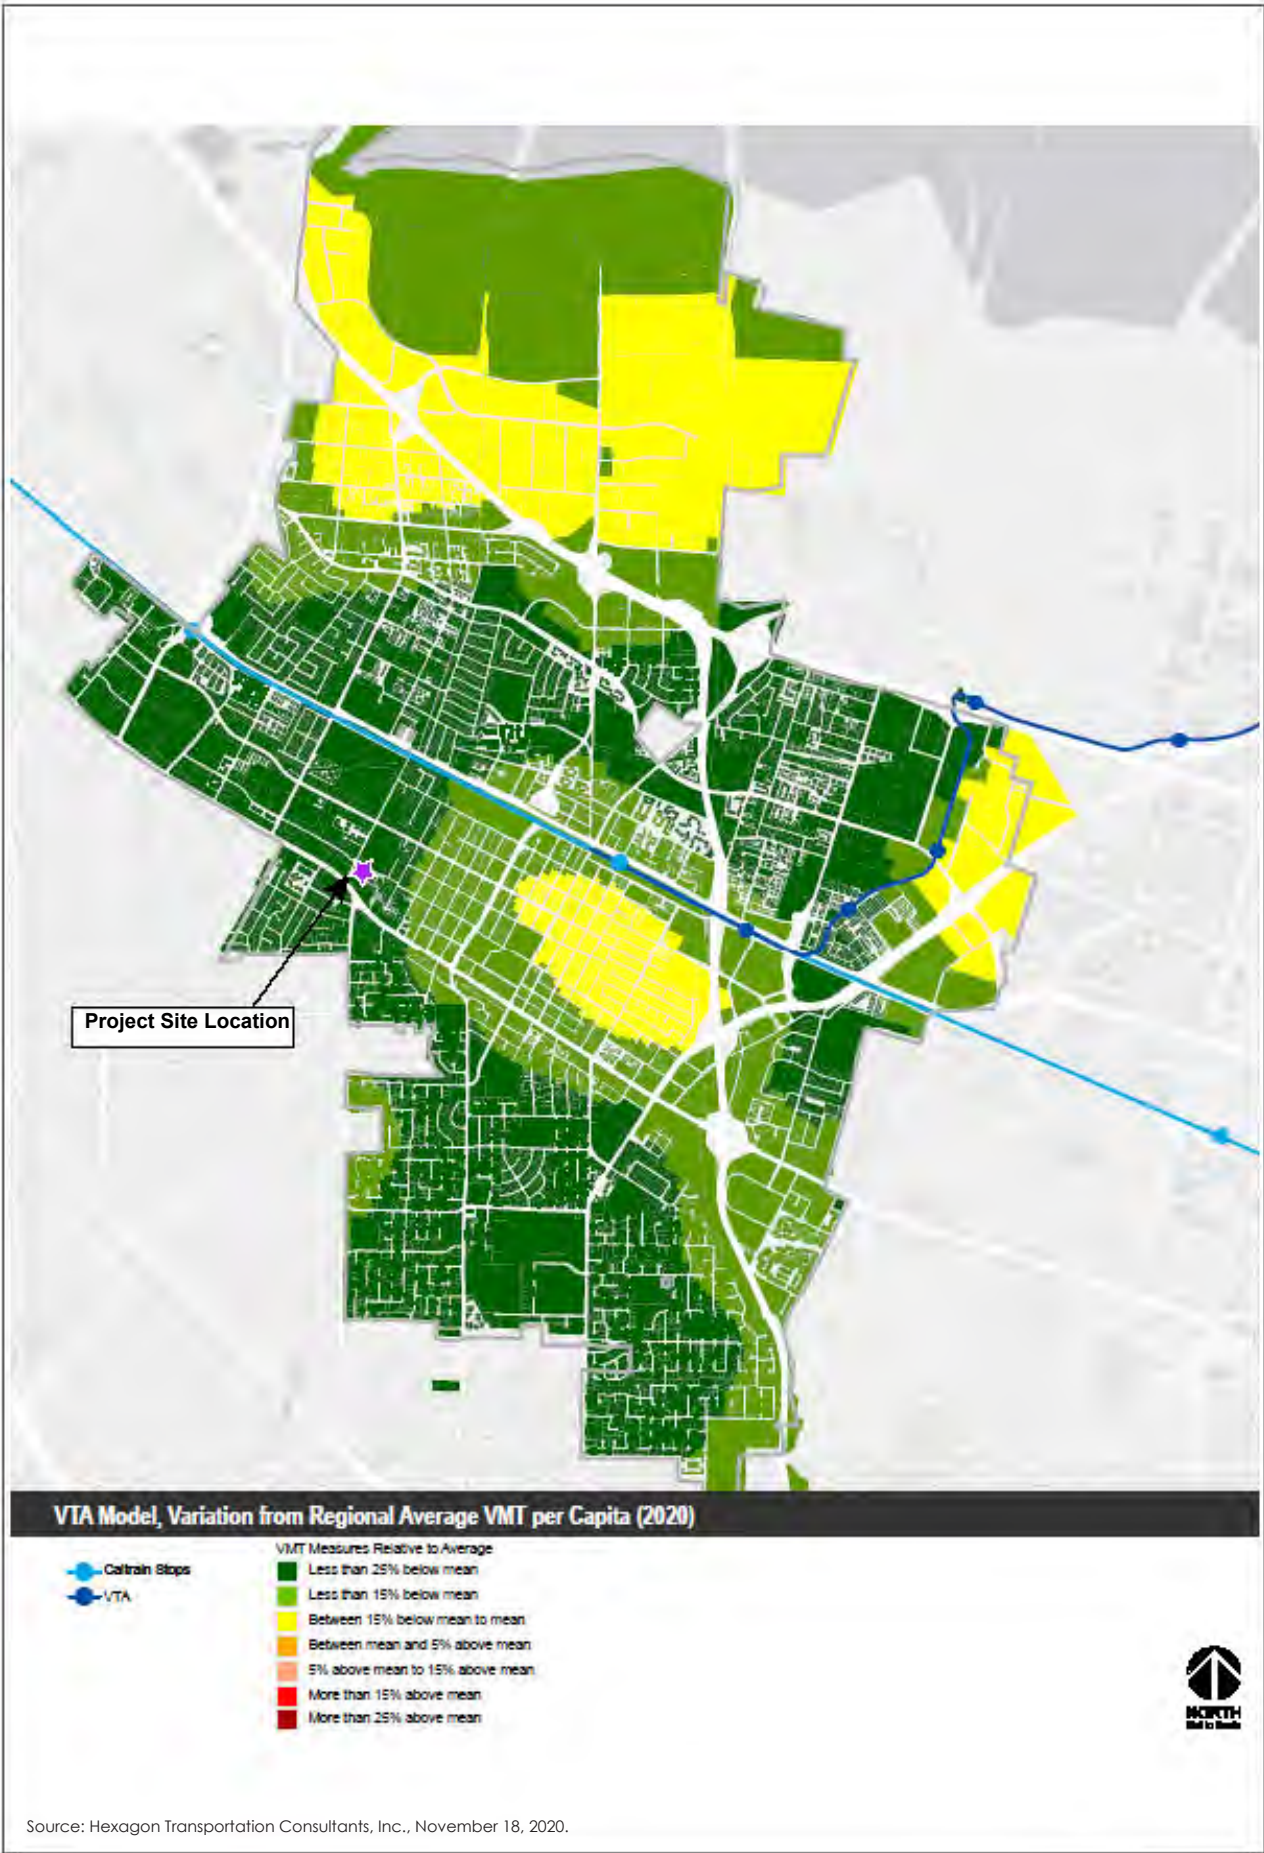 Project Site Location
VTA Model, Variation from Regional Average VMT per Capita (2020)
VMT Measures Relative to Average
Caltrain Stops
VTA
Less than 25% below mean
Less than 15% below mean
Between 15% below mean to mean
Between mean and 5% above mean
5% above mean to 15% above mean
More than 15% above mean
More than 25% above mean
NORTH
Not to Scale
Source: Hexagon Transportation Consultants, Inc., November 18, 2020.